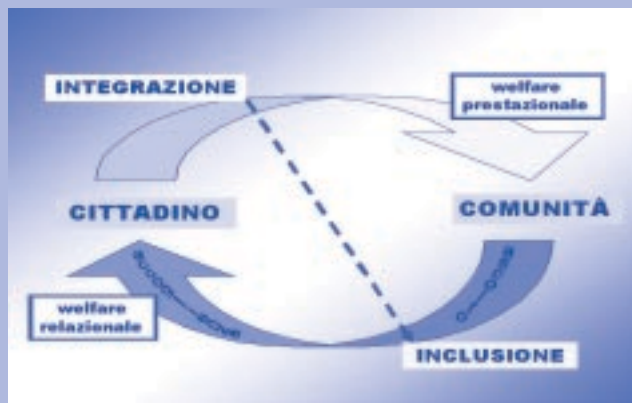 INTEGRAZIONE
welfare
prestazionale
CITTADINO
COMUNITÀ
welfare
relazionale
INCLUSIONE